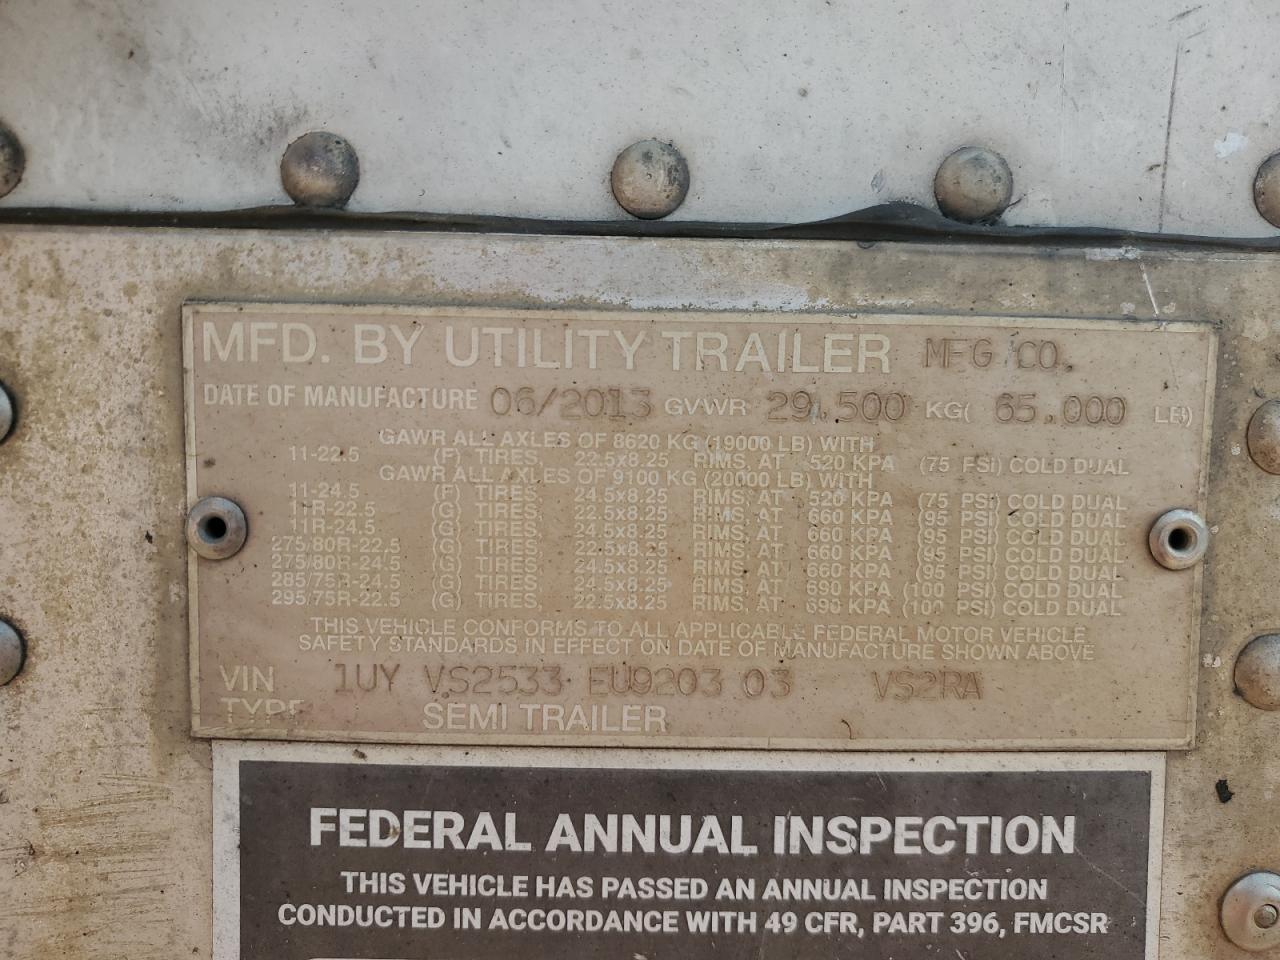 MFD. BY UTILITY TRAILER MFG CO.
DATE OF MANUFACTURE 06/2013 GVWR 29,500 KG( 65,000 LB)
GAWR ALL AXLES OF 8620 KG (19000 LB) WITH
11-22.5 (F) TIRES, 22.5x8.25 RIMS, AT 520 KPA (75 PSI) COLD DUAL
GAWR ALL AXLES OF 9100 KG (20000 LB) WITH
11-24.5 (F) TIRES, 24.5x8.25 RIMS, AT 520 KPA (75 PSI) COLD DUAL
11R-22.5 (G) TIRES, 22.5x8.25 RIMS, AT 660 KPA (95 PSI) COLD DUAL
11R-24.5 (G) TIRES, 24.5x8.25 RIMS, AT 660 KPA (95 PSI) COLD DUAL
275/80R-22.5 (G) TIRES, 22.5x8.25 RIMS, AT 660 KPA (95 PSI) COLD DUAL
275/80R-24.5 (G) TIRES, 24.5x8.25 RIMS, AT 660 KPA (95 PSI) COLD DUAL
285/75R-24.5 (G) TIRES, 24.5x8.25 RIMS, AT 690 KPA (100 PSI) COLD DUAL
295/75R-22.5 (G) TIRES, 22.5x8.25 RIMS, AT 690 KPA (100 PSI) COLD DUAL
THIS VEHICLE CONFORMS TO ALL APPLICABLE FEDERAL MOTOR VEHICLE
SAFETY STANDARDS IN EFFECT ON DATE OF MANUFACTURE SHOWN ABOVE
VIN 1UY VS2533 EU9203 03 VS2RA
TYPE SEMI TRAILER
FEDERAL ANNUAL INSPECTION
THIS VEHICLE HAS PASSED AN ANNUAL INSPECTION
CONDUCTED IN ACCORDANCE WITH 49 CFR, PART 396, FMCSR